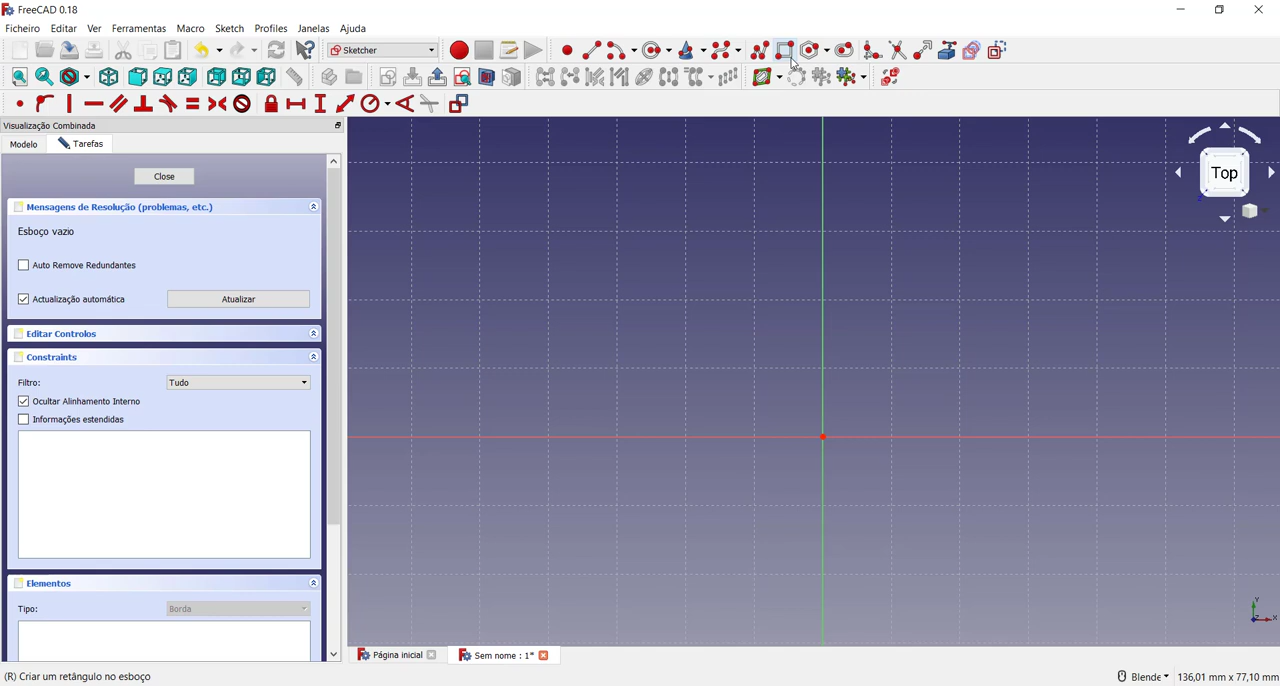 FreeCAD 0.18
Ficheiro Editar Ver Ferramentas Macro Sketch Profiles Janelas Ajuda
Sketcher
Visualização Combinada
Modelo Tarefas
Close
Mensagens de Resolução (problemas, etc.)
Esboço vazio
Auto Remove Redundantes
Actualização automática Atualizar
Editar Controlos
Constraints
Filtro: Tudo
Ocultar Alinhamento Interno
Informações estendidas
Elementos
Tipo: Borda
Top
Z
Y
Z X
Página inicial Sem nome : 1*
(R) Criar um retângulo no esboço Blende 136,01 mm x 77,10 mm